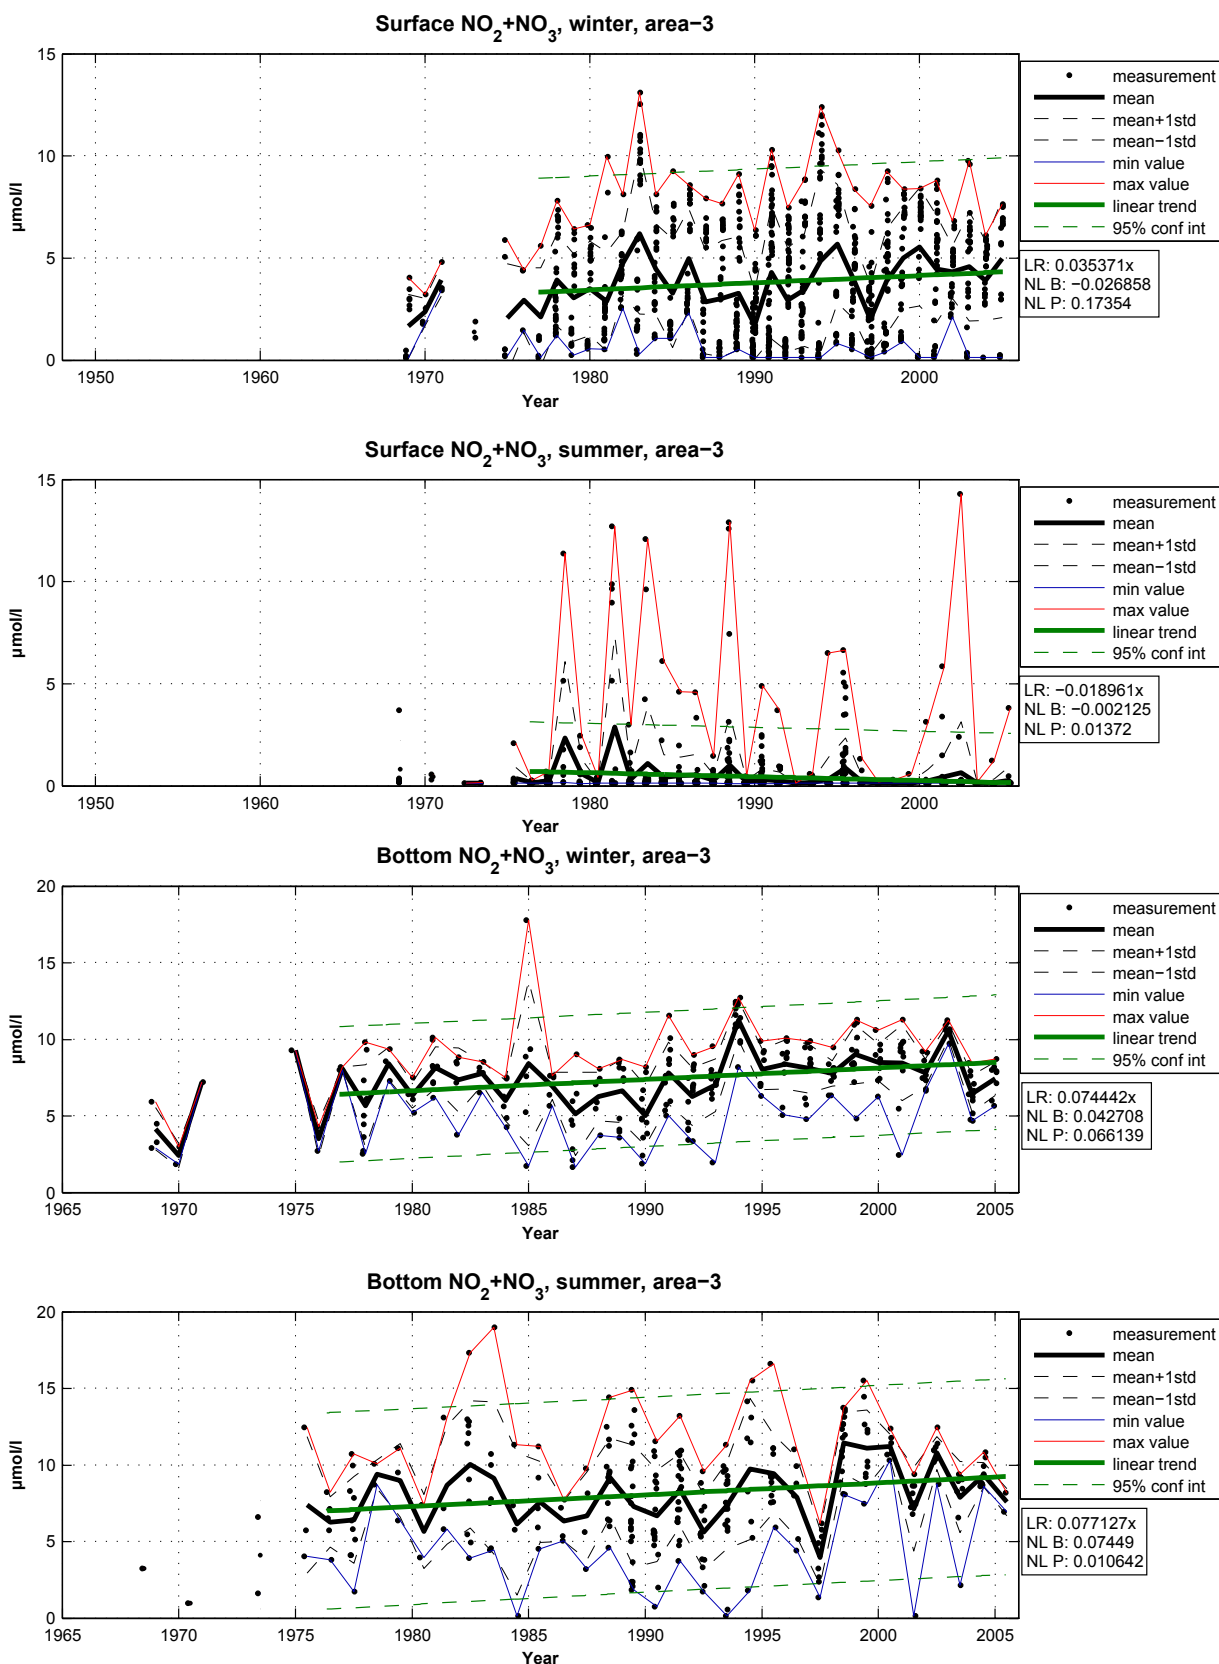 Surface NO2+NO3, winter, area−3
15
10
5
0
μmol/l
1950 1960 1970 1980 1990 2000
Year
measurement
mean
mean+1std
mean−1std
min value
max value
linear trend
95% conf int
LR: 0.035371x
NL B: −0.026858
NL P: 0.17354
Surface NO2+NO3, summer, area−3
15
10
5
0
μmol/l
1950 1960 1970 1980 1990 2000
Year
measurement
mean
mean+1std
mean−1std
min value
max value
linear trend
95% conf int
LR: −0.018961x
NL B: −0.002125
NL P: 0.01372
Bottom NO2+NO3, winter, area−3
20
15
10
5
0
μmol/l
1965 1970 1975 1980 1985 1990 1995 2000 2005
Year
measurement
mean
mean+1std
mean−1std
min value
max value
linear trend
95% conf int
LR: 0.074442x
NL B: 0.042708
NL P: 0.066139
Bottom NO2+NO3, summer, area−3
20
15
10
5
0
μmol/l
1965 1970 1975 1980 1985 1990 1995 2000 2005
Year
measurement
mean
mean+1std
mean−1std
min value
max value
linear trend
95% conf int
LR: 0.077127x
NL B: 0.07449
NL P: 0.010642